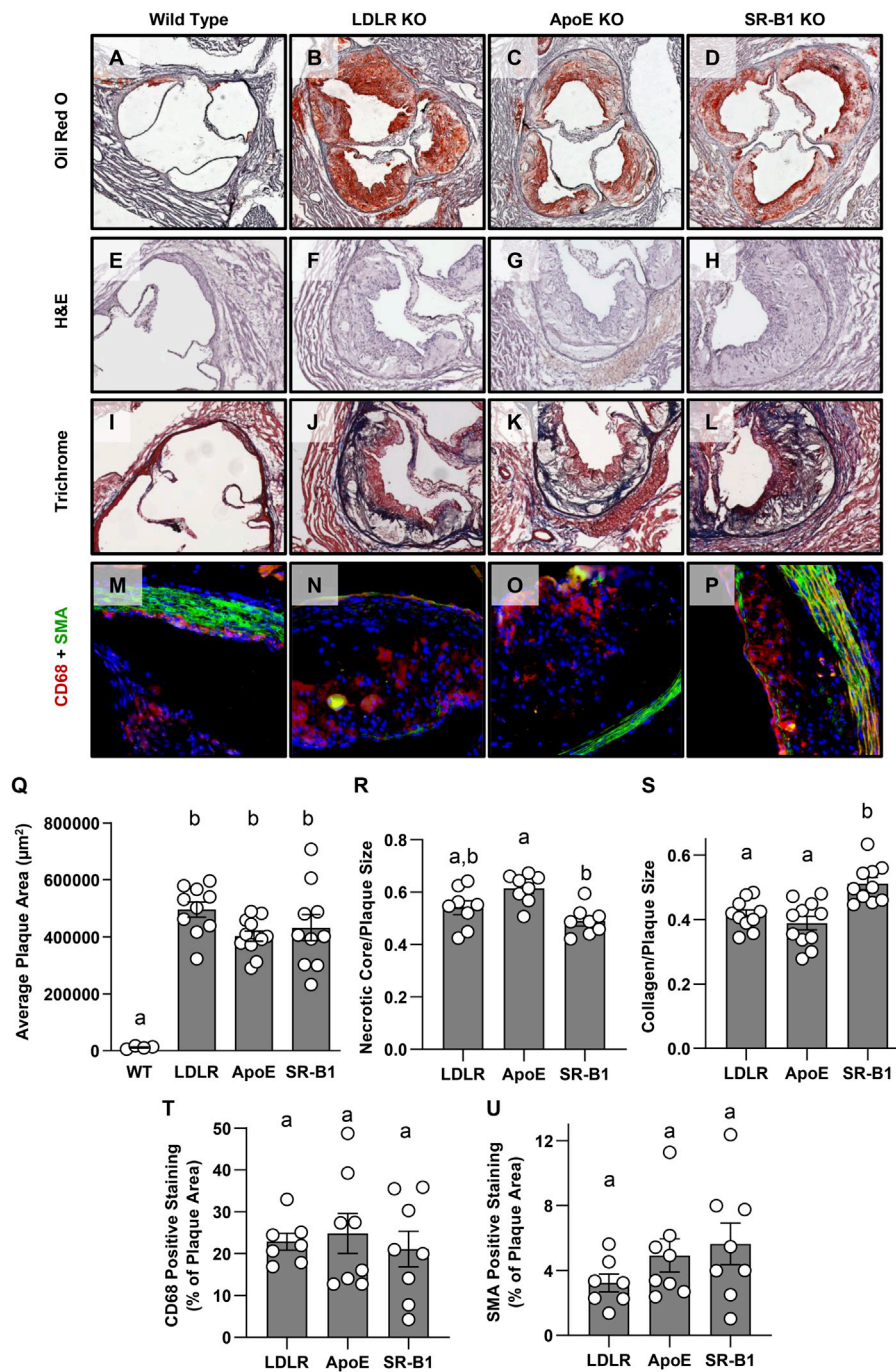 Wild Type LDLR KO ApoE KO SR-B1 KO
Oil Red O
A B C D
H&E
E F G H
Trichrome
I J K L
CD68 + SMA
M N O P
Q
Average Plaque Area (μm²)
800000
600000
400000
200000
0
a b b b
WT LDLR ApoE SR-B1
R
Necrotic Core/Plaque Size
0.8
0.6
0.4
0.2
0.0
a,b a b
LDLR ApoE SR-B1
S
Collagen/Plaque Size
0.6
0.4
0.2
0.0
a a b
LDLR ApoE SR-B1
T
CD68 Positive Staining
(% of Plaque Area)
50
40
30
20
10
0
a a a
LDLR ApoE SR-B1
U
SMA Positive Staining
(% of Plaque Area)
12
8
4
0
a a a
LDLR ApoE SR-B1